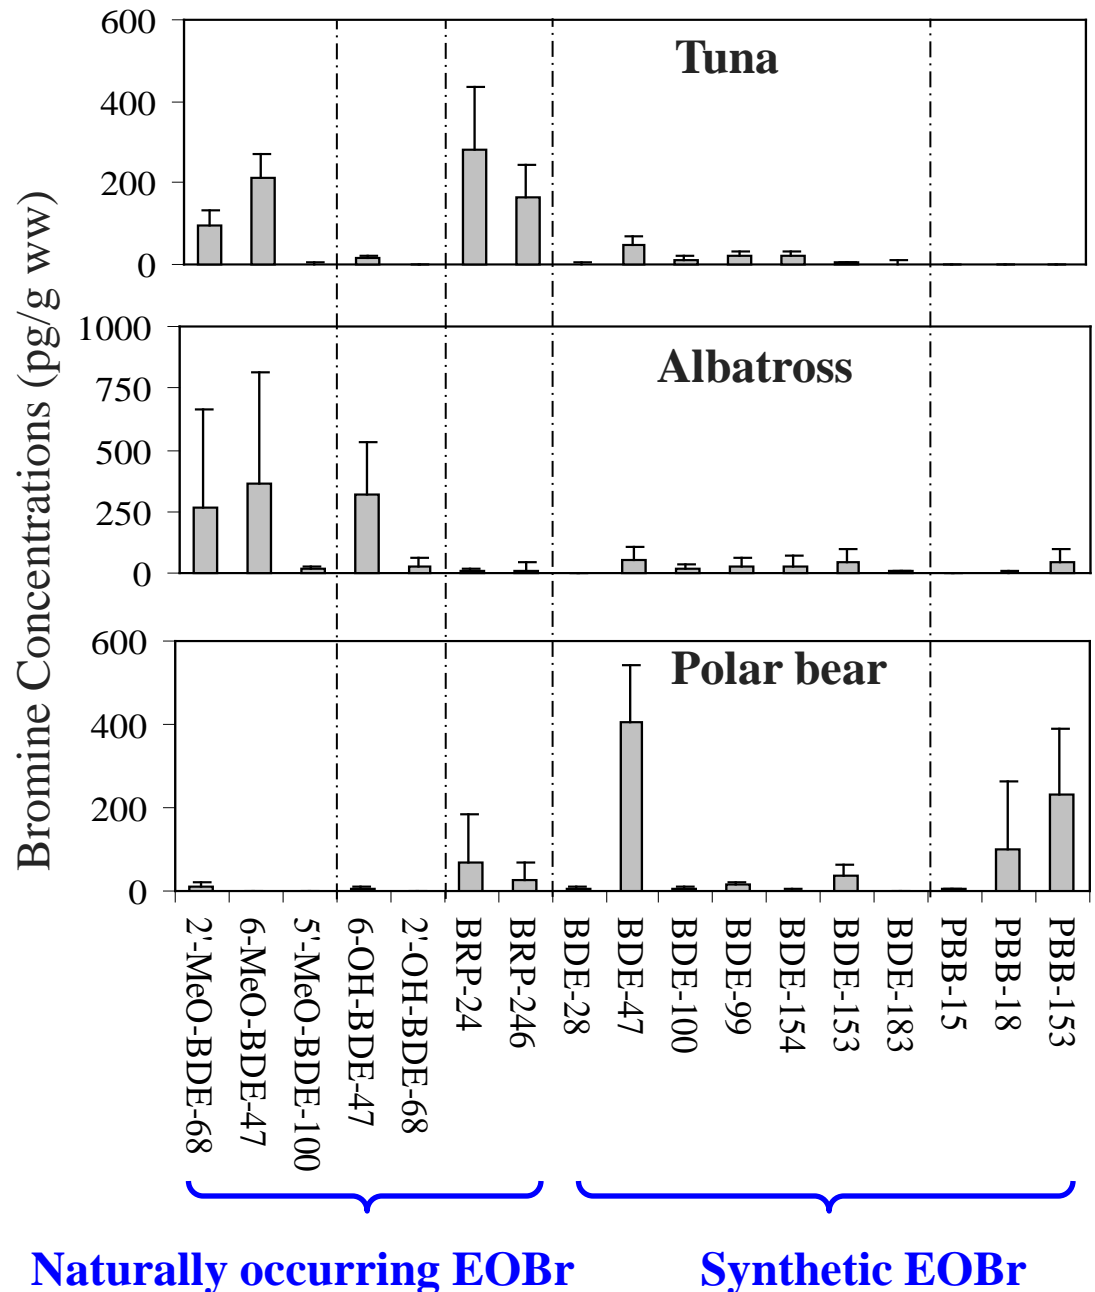 Bromine Concentrations (pg/g ww)
600
400
200
0
Tuna
1000
750
500
250
0
Albatross
600
400
200
0
Polar bear
2'-MeO-BDE-68
6-MeO-BDE-47
5'-MeO-BDE-100
6-OH-BDE-47
2'-OH-BDE-68
BRP-24
BRP-246
BDE-28
BDE-47
BDE-100
BDE-99
BDE-154
BDE-153
BDE-183
PBB-15
PBB-18
PBB-153
Naturally occurring EOBr
Synthetic EOBr